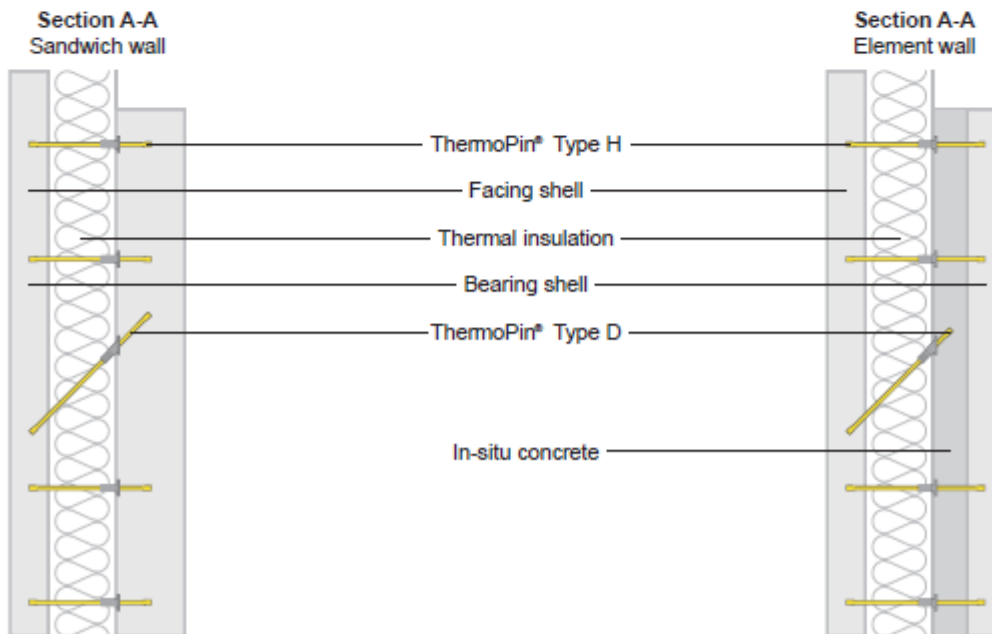 Section A-A
Sandwich wall
Section A-A
Element wall
ThermoPin® Type H
Facing shell
Thermal insulation
Bearing shell
ThermoPin® Type D
In-situ concrete